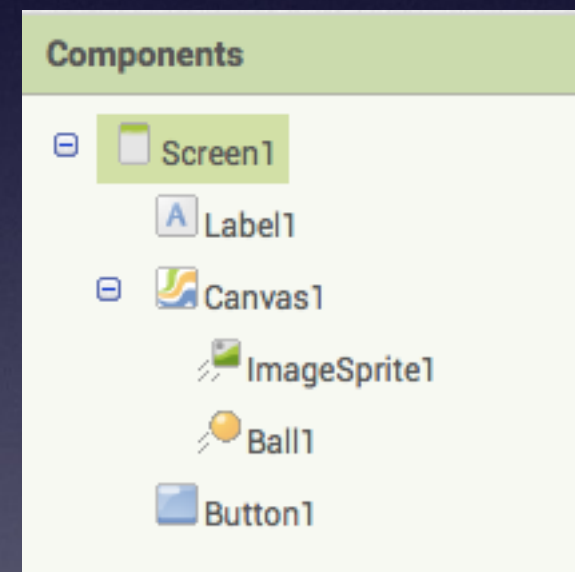 Components
Screen1
A Label1
Canvas1
ImageSprite1
Ball1
Button1